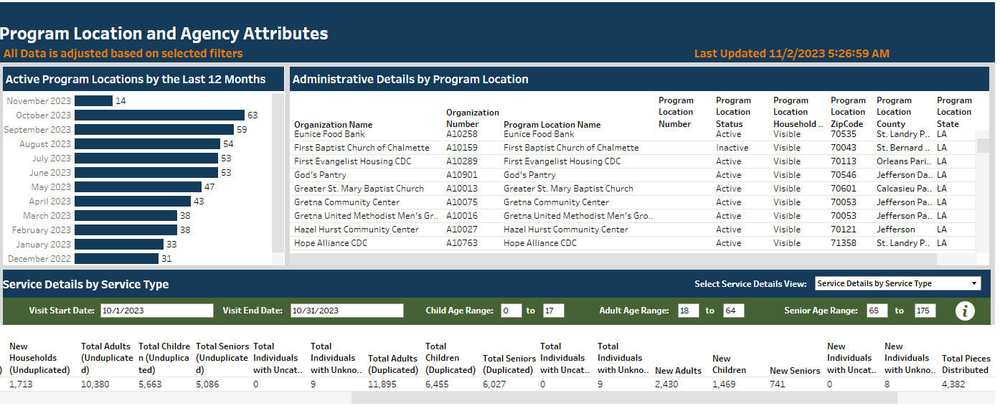 Program Location and Agency Attributes
All Data is adjusted based on selected filters
Last Updated 11/2/2023 5:26:59 AM
Active Program Locations by the Last 12 Months
November 2023 14
October 2023 63
September 2023 59
August 2023 54
July 2023 53
June 2023 53
May 2023 47
April 2023 43
March 2023 38
February 2023 38
January 2023 33
December 2022 31
Administrative Details by Program Location
Organization Name
Organization
Number
Program Location Name
Program
Location
Number
Program
Location
Status
Program
Location
Household ..
Program
Location
ZipCode
Program
Location
County
Program
Location
State
Eunice Food Bank A10258 Eunice Food Bank Active Visible 70535 St. Landry P.. LA
First Baptist Church of Chalmette A10159 First Baptist Church of Chalmette Inactive Visible 70043 St. Bernard .. LA
First Evangelist Housing CDC A10289 First Evangelist Housing CDC Active Visible 70113 Orleans Pari.. LA
God's Pantry A10901 God's Pantry Active Visible 70546 Jefferson Da.. LA
Greater St. Mary Baptist Church A10013 Greater St. Mary Baptist Church Active Visible 70601 Calcasieu Pa.. LA
Gretna Community Center A10075 Gretna Community Center Active Visible 70053 Jefferson Pa.. LA
Gretna United Methodist Men's Gr.. A10016 Gretna United Methodist Men's Gro.. Active Visible 70053 Jefferson Pa.. LA
Hazel Hurst Community Center A10027 Hazel Hurst Community Center Active Visible 70121 Jefferson LA
Hope Alliance CDC A10763 Hope Alliance CDC Active Visible 71358 St. Landry P.. LA
Service Details by Service Type
Select Service Details View: Service Details by Service Type
Visit Start Date: 10/1/2023 Visit End Date: 10/31/2023 Child Age Range: 0 to 17 Adult Age Range: 18 to 64 Senior Age Range: 65 to 175 i
)
New
Households
(Unduplicated)
Total Adults
(Unduplicate
d)
Total Childre
n (Unduplica
ted)
Total Seniors
(Unduplicate
d)
Total
Individuals
with Uncat..
Total
Individuals
with Unkno..
Total Adults
(Duplicated)
Total
Children
(Duplicated)
Total Seniors
(Duplicated)
Total
Individuals
with Uncat..
Total
Individuals
with Unkno..
New Adults
New
Children
New Seniors
New
Individuals
with Uncat..
New
Individuals
with Unkno..
Total Pieces
Distributed
1,713 10,380 5,663 5,086 0 9 11,895 6,455 6,027 0 9 2,430 1,469 741 0 8 4,382